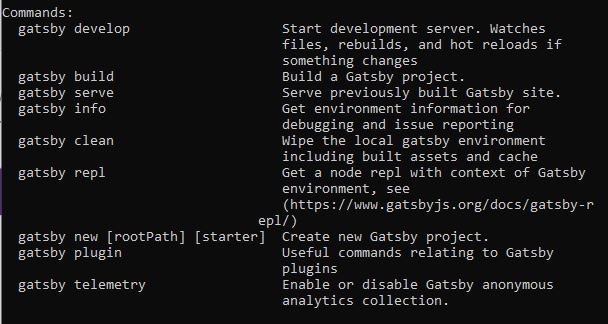 Commands:
gatsby develop Start development server. Watches
files, rebuilds, and hot reloads if
something changes
gatsby build Build a Gatsby project.
gatsby serve Serve previously built Gatsby site.
gatsby info Get environment information for
debugging and issue reporting
gatsby clean Wipe the local gatsby environment
including built assets and cache
gatsby repl Get a node repl with context of Gatsby
environment, see
(https://www.gatsbyjs.org/docs/gatsby-r
epl/)
gatsby new [rootPath] [starter] Create new Gatsby project.
gatsby plugin Useful commands relating to Gatsby
plugins
gatsby telemetry Enable or disable Gatsby anonymous
analytics collection.